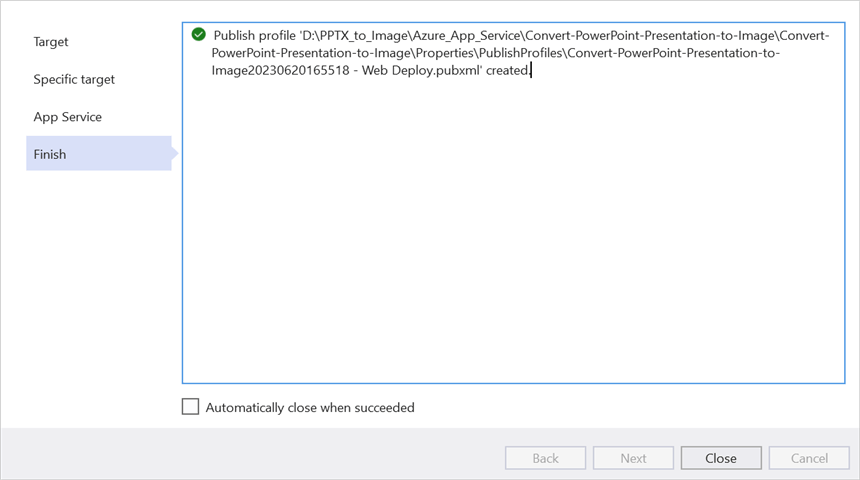 Target
Specific target
App Service
Finish
Publish profile 'D:\PPTX_to_Image\Azure_App_Service\Convert-PowerPoint-Presentation-to-Image\Convert-
PowerPoint-Presentation-to-Image\Properties\PublishProfiles\Convert-PowerPoint-Presentation-to-
Image20230620165518 - Web Deploy.pubxml' created.
Automatically close when succeeded
Back Next Close Cancel